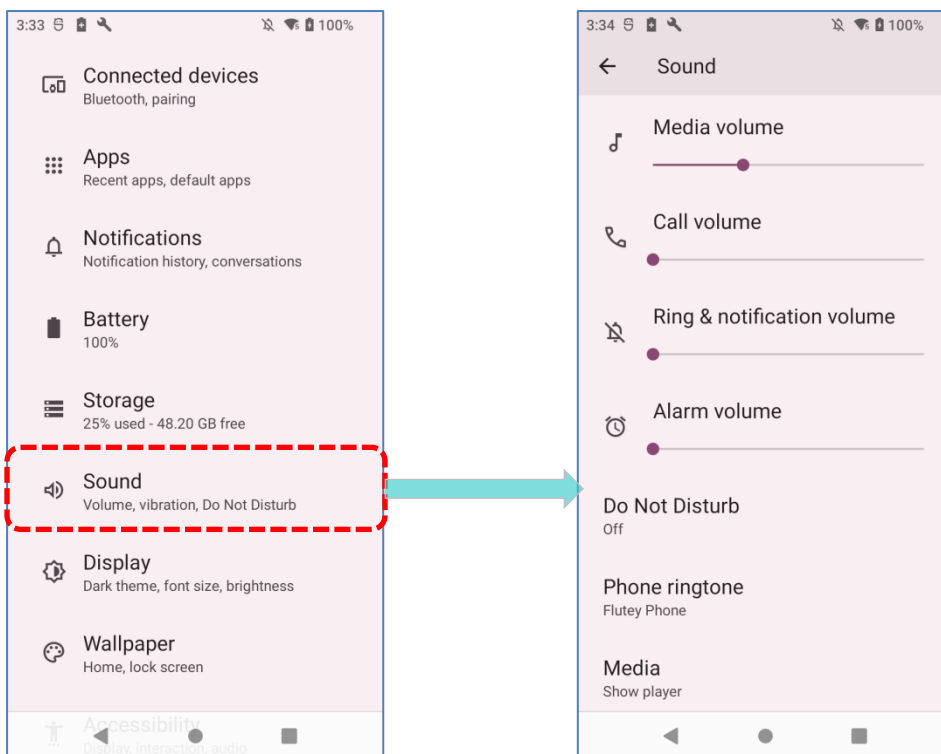 3:33 100%
Connected devices
Bluetooth, pairing
Apps
Recent apps, default apps
Notifications
Notification history, conversations
Battery
100%
Storage
25% used - 48.20 GB free
Sound
Volume, vibration, Do Not Disturb
Display
Dark theme, font size, brightness
Wallpaper
Home, lock screen
Accessibility
Display, interaction, audio
3:34 100%
Sound
Media volume
Call volume
Ring & notification volume
Alarm volume
Do Not Disturb
Off
Phone ringtone
Flutey Phone
Media
Show player